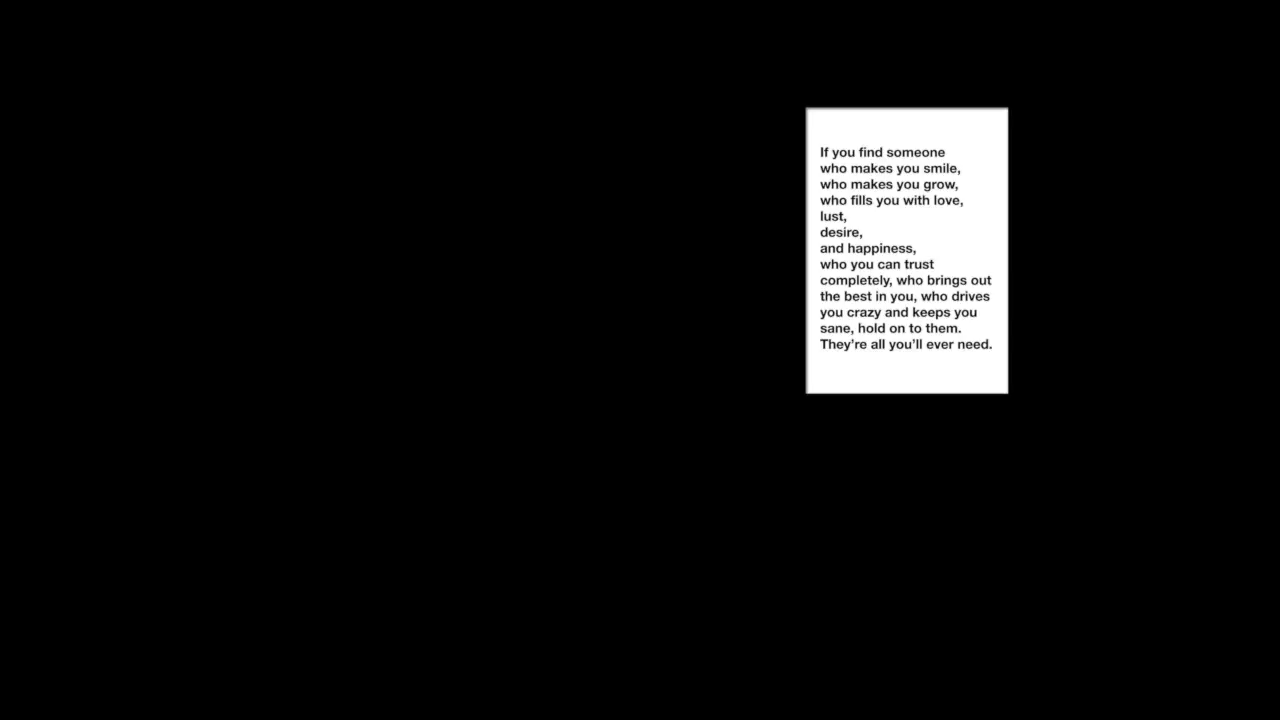 If you find someone
who makes you smile,
who makes you grow,
who fills you with love,
lust,
desire,
and happiness,
who you can trust
completely, who brings out
the best in you, who drives
you crazy and keeps you
sane, hold on to them.
They’re all you’ll ever need.